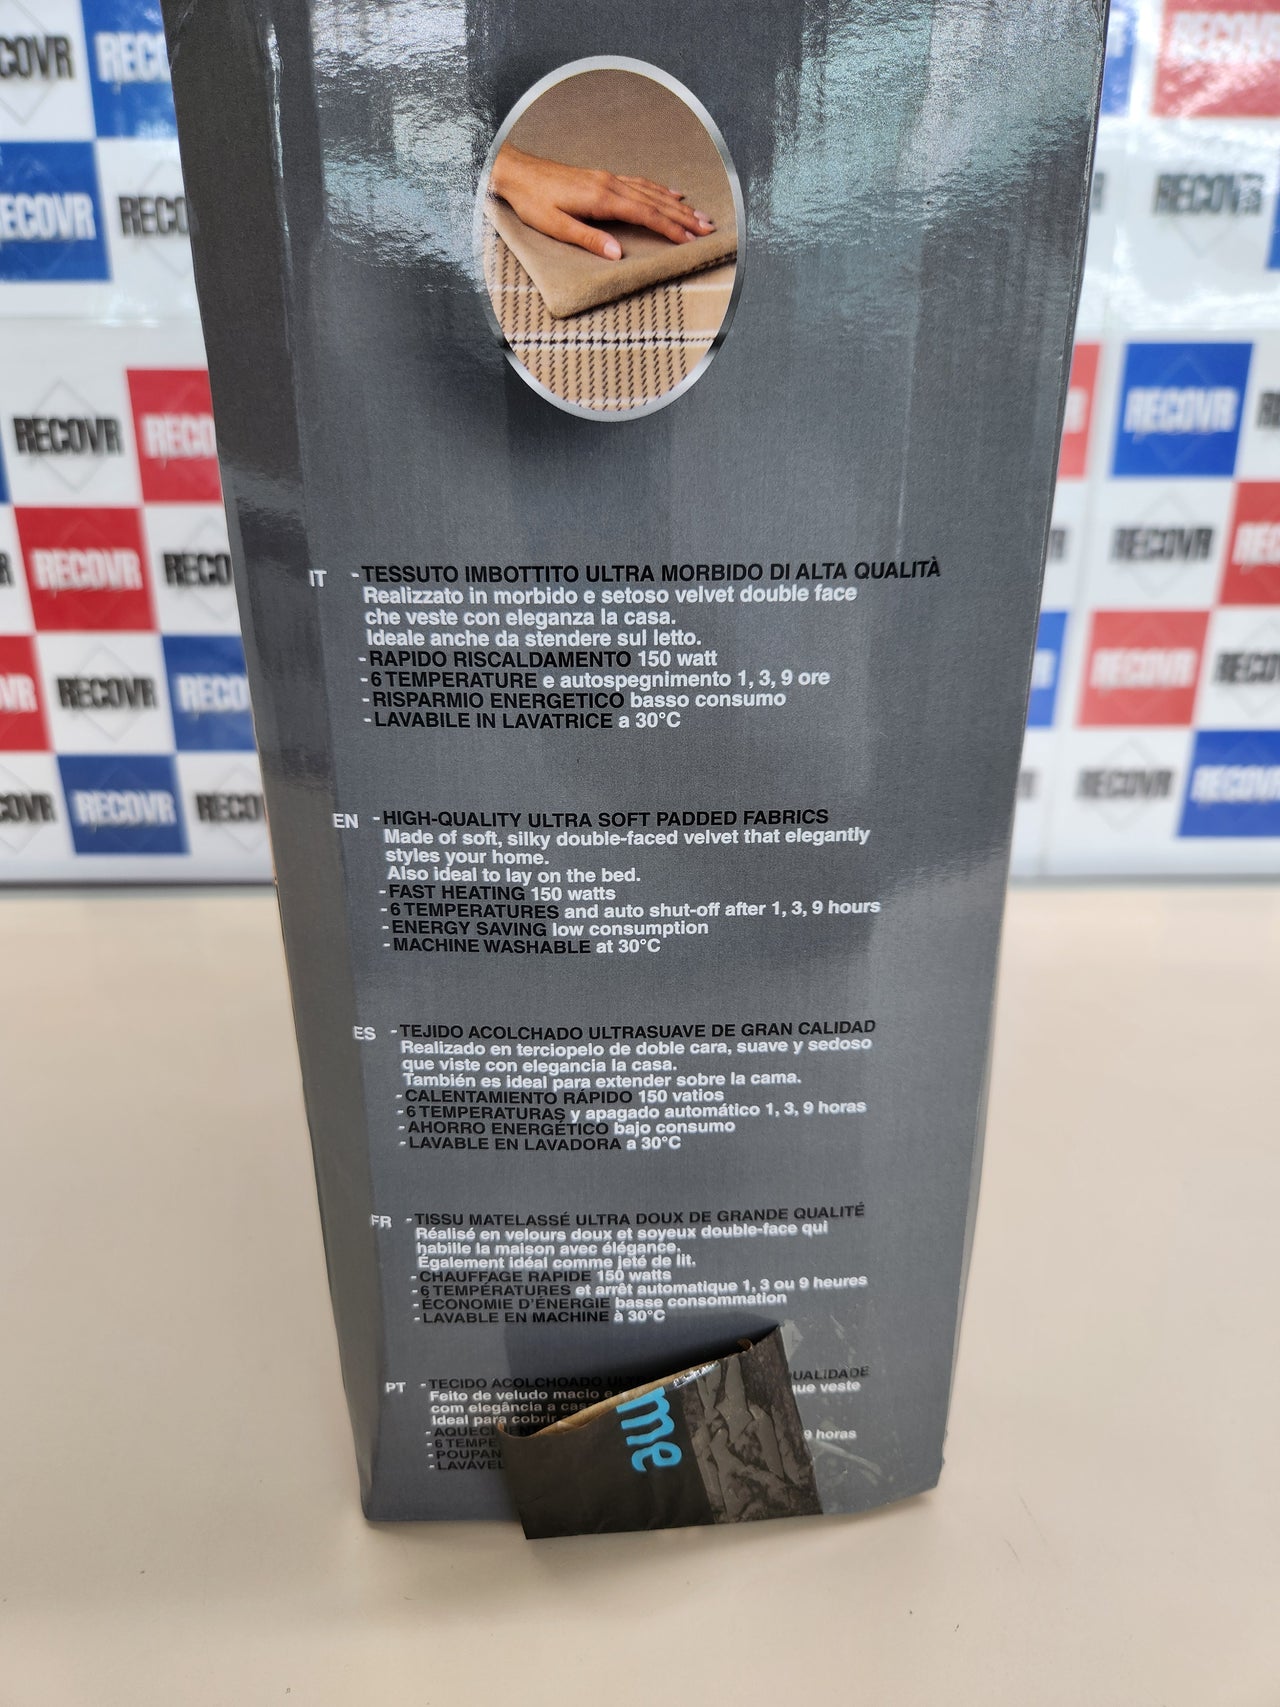 IT -TESSUTO IMBOTTITO ULTRA MORBIDO DI ALTA QUALITÀ
Realizzato in morbido e setoso velvet double face
che veste con eleganza la casa.
Ideale anche da stendere sul letto.
-RAPIDO RISCALDAMENTO 150 watt
-6 TEMPERATURE e autospegnimento 1, 3, 9 ore
-RISPARMIO ENERGETICO basso consumo
-LAVABILE IN LAVATRICE a 30°C
EN -HIGH-QUALITY ULTRA SOFT PADDED FABRICS
Made of soft, silky double-faced velvet that elegantly
styles your home.
Also ideal to lay on the bed.
-FAST HEATING 150 watts
-6 TEMPERATURES and auto shut-off after 1, 3, 9 hours
-ENERGY SAVING low consumption
-MACHINE WASHABLE at 30°C
ES -TEJIDO ACOLCHADO ULTRASUAVE DE GRAN CALIDAD
Realizado en terciopelo de doble cara, suave y sedoso
que viste con elegancia la casa.
También es ideal para extender sobre la cama.
-CALENTAMIENTO RÁPIDO 150 vatios
-6 TEMPERATURAS y apagado automático 1, 3, 9 horas
-AHORRO ENERGÉTICO bajo consumo
-LAVABLE EN LAVADORA a 30°C
FR -TISSU MATELASSÉ ULTRA DOUX DE GRANDE QUALITÉ
Réalisé en velours doux et soyeux double-face qui
habille la maison avec élégance.
Également idéal comme jeté de lit.
-CHAUFFAGE RAPIDE 150 watts
-6 TEMPÉRATURES et arrêt automatique 1, 3 ou 9 heures
-ÉCONOMIE D'ÉNERGIE basse consommation
-LAVABLE EN MACHINE à 30°C
PT -TECIDO ACOLCHOADO
Feito de veludo macio e que veste
com elegância a
Ideal para cobrir
-6 9 horas
me
RECOVR